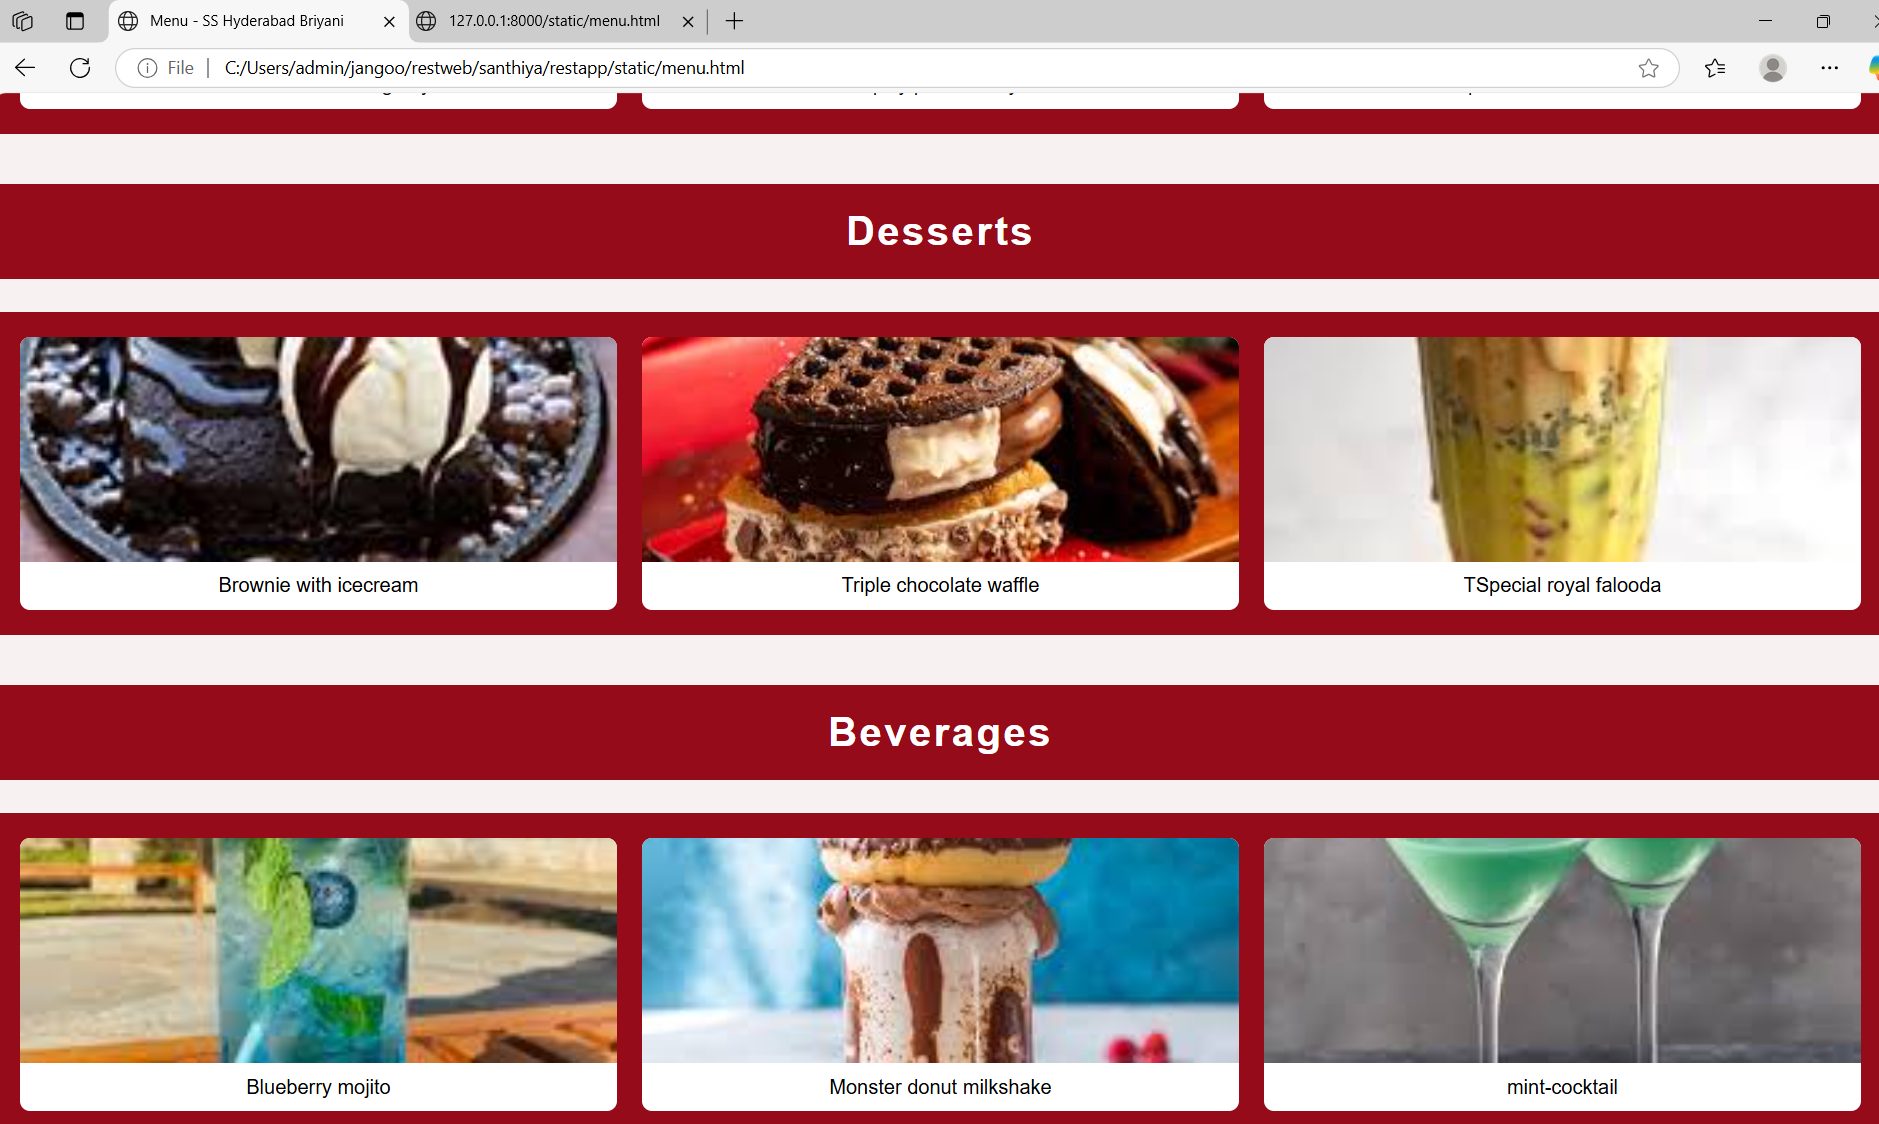 Menu - SS Hyderabad Briyani
127.0.0.1:8000/static/menu.html
File
C:/Users/admin/jangoo/restweb/santhiya/restapp/static/menu.html
Desserts
Brownie with icecream
Triple chocolate waffle
TSpecial royal falooda
Beverages
Blueberry mojito
Monster donut milkshake
mint-cocktail